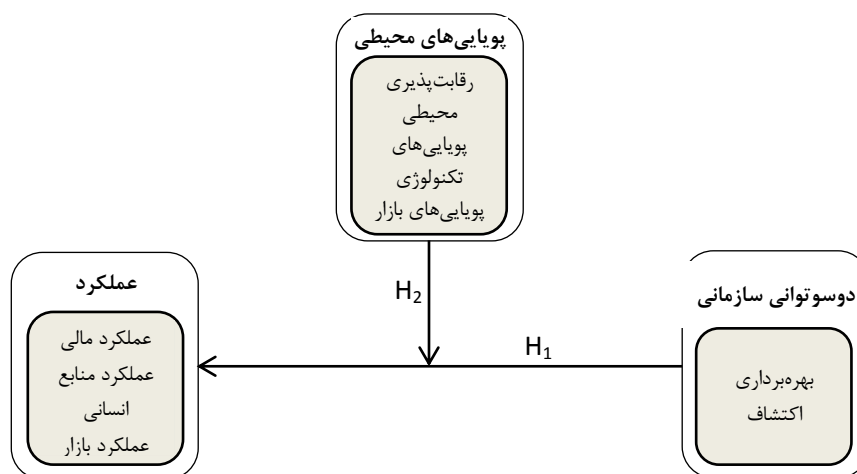 پویایی‌های محیطی
رقابت‌پذیری
محیطی
پویایی‌های
تکنولوژی
پویایی‌های بازار
دوسوتوانی سازمانی
بهره‌برداری
اکتشاف
H₁
H₂
عملکرد
عملکرد مالی
عملکرد منابع
انسانی
عملکرد بازار